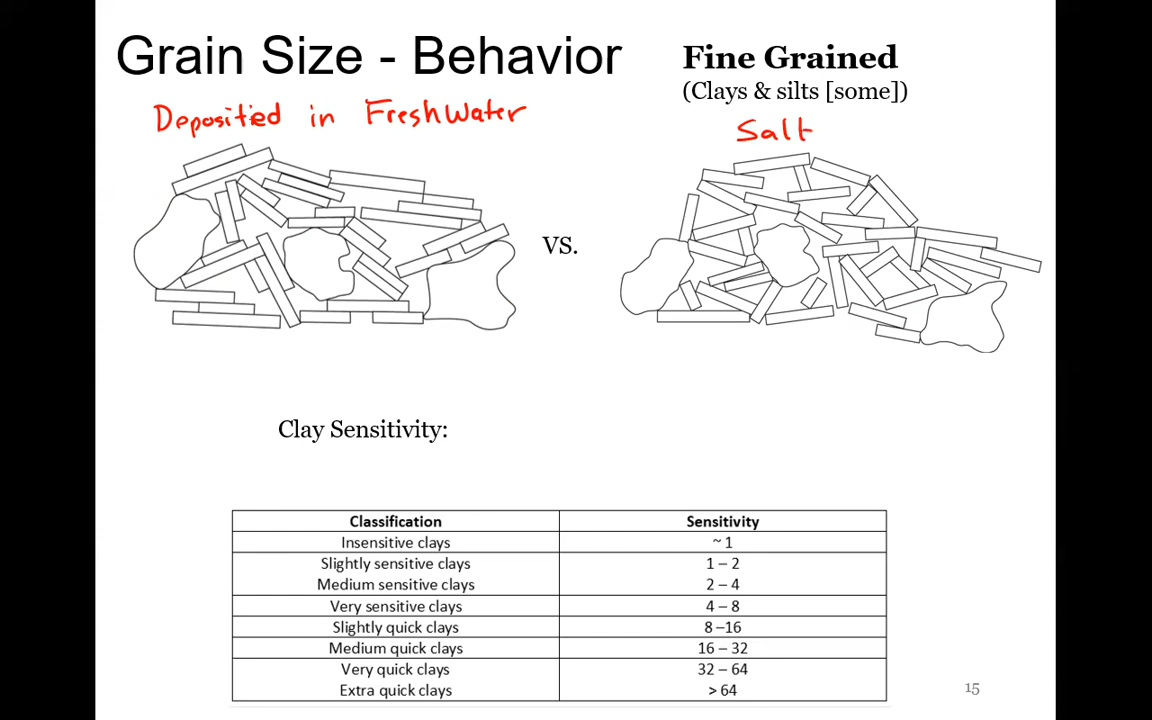 Grain Size - Behavior
Fine Grained
(Clays & silts [some])
Deposited in FreshWater
Salt
VS.
Clay Sensitivity:
Classification Sensitivity
Insensitive clays ~ 1
Slightly sensitive clays 1 – 2
Medium sensitive clays 2 – 4
Very sensitive clays 4 – 8
Slightly quick clays 8 –16
Medium quick clays 16 – 32
Very quick clays 32 – 64
Extra quick clays > 64
15